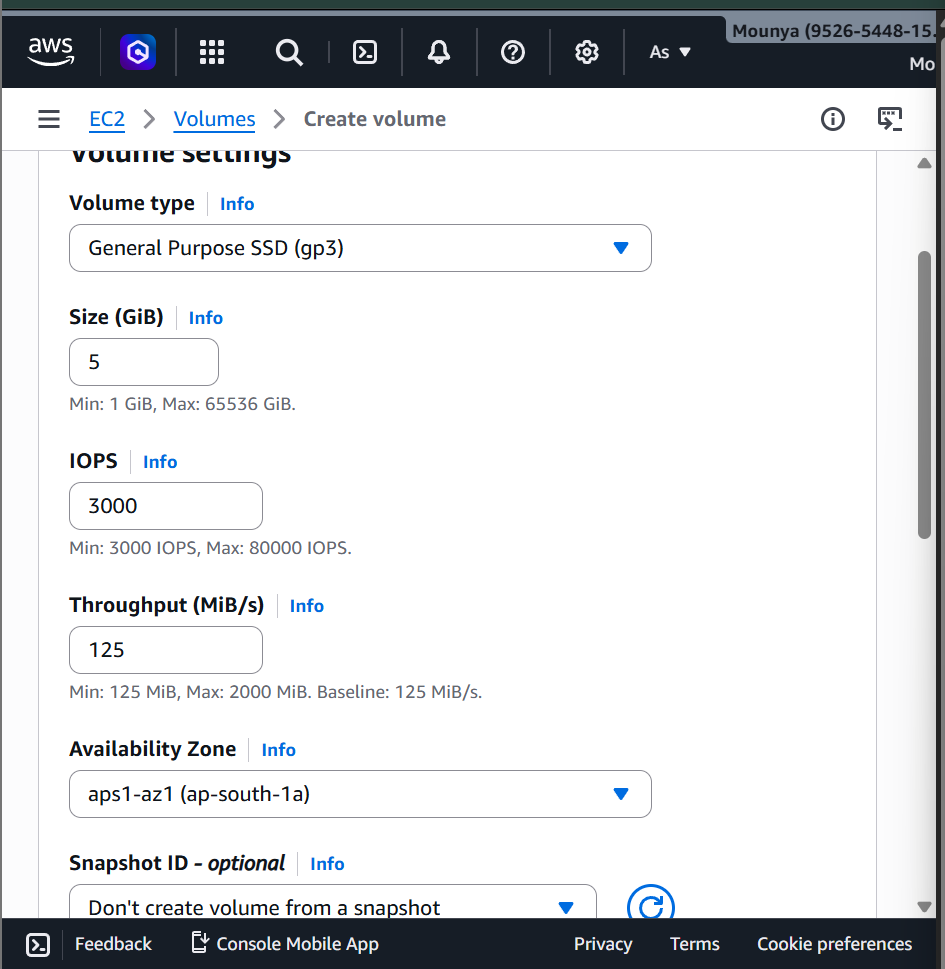 aws
As
Mounya (9526-5448-15
Mo
EC2 > Volumes > Create volume
Volume settings
Volume type | Info
General Purpose SSD (gp3)
Size (GiB) | Info
5
Min: 1 GiB, Max: 65536 GiB.
IOPS | Info
3000
Min: 3000 IOPS, Max: 80000 IOPS.
Throughput (MiB/s) | Info
125
Min: 125 MiB, Max: 2000 MiB. Baseline: 125 MiB/s.
Availability Zone | Info
aps1-az1 (ap-south-1a)
Snapshot ID - optional | Info
Don't create volume from a snapshot
Feedback Console Mobile App Privacy Terms Cookie preferences